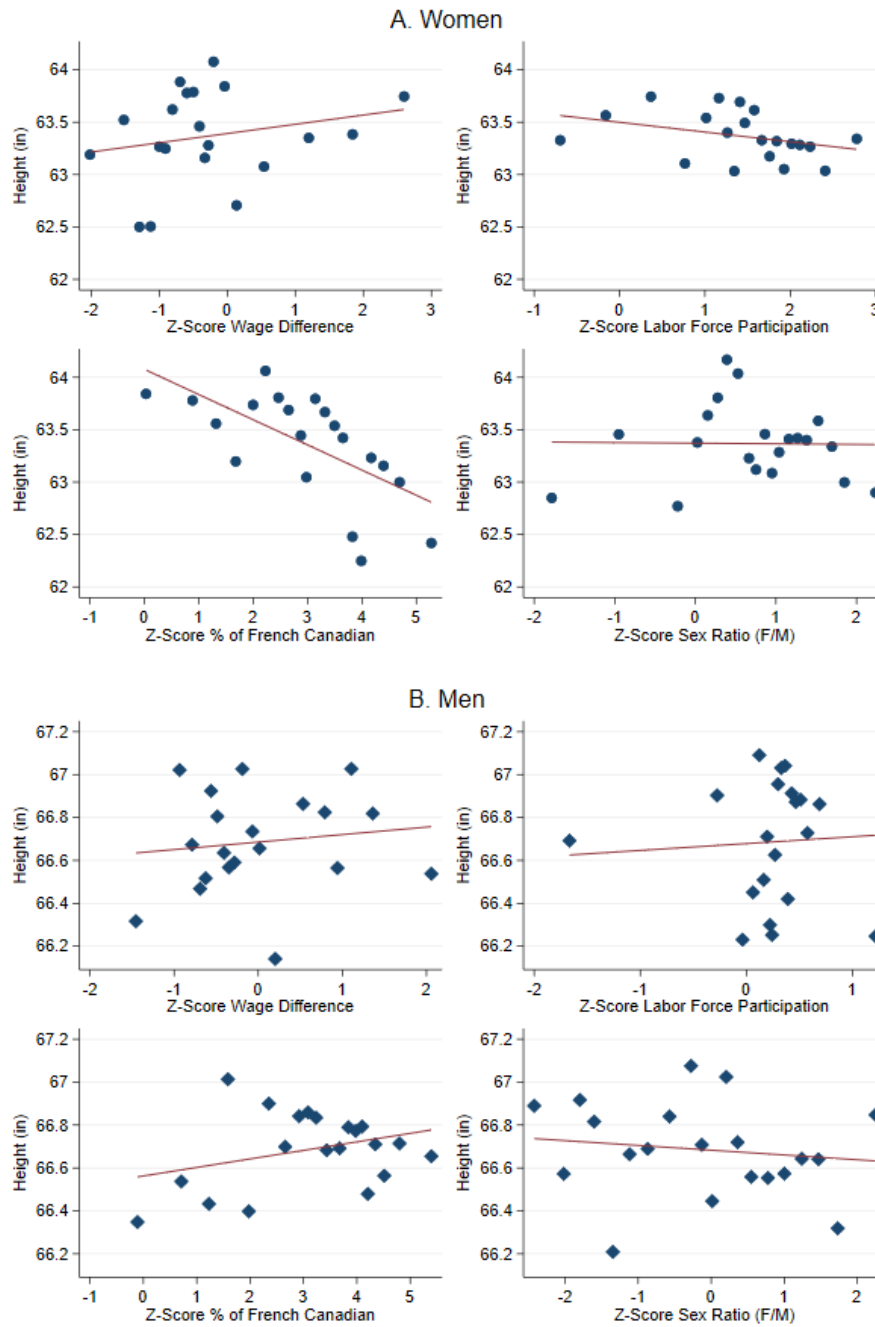 A. Women
Height (in)
64
63.5
63
62.5
62
-2 -1 0 1 2 3
Z-Score Wage Difference
Height (in)
64
63.5
63
62.5
62
-1 0 1 2 3
Z-Score Labor Force Participation
Height (in)
64
63.5
63
62.5
62
-1 0 1 2 3 4 5
Z-Score % of French Canadian
Height (in)
64
63.5
63
62.5
62
-2 -1 0 1 2
Z-Score Sex Ratio (F/M)
B. Men
Height (in)
67.2
67
66.8
66.6
66.4
66.2
-2 -1 0 1 2
Z-Score Wage Difference
Height (in)
67.2
67
66.8
66.6
66.4
66.2
-2 -1 0 1
Z-Score Labor Force Participation
Height (in)
67.2
67
66.8
66.6
66.4
66.2
-1 0 1 2 3 4 5
Z-Score % of French Canadian
Height (in)
67.2
67
66.8
66.6
66.4
66.2
-2 -1 0 1 2
Z-Score Sex Ratio (F/M)